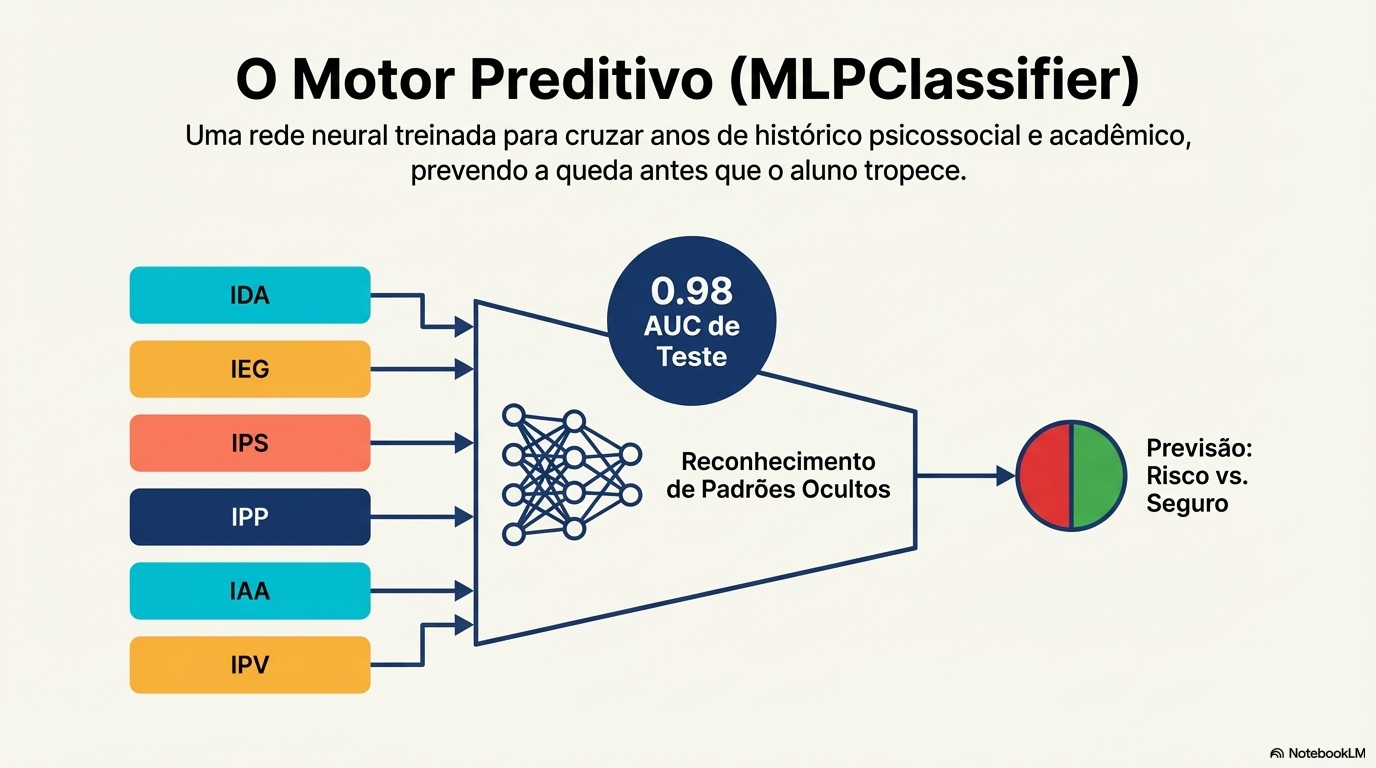 O Motor Preditivo (MLPClassifier)
Uma rede neural treinada para cruzar anos de histórico psicossocial e acadêmico,
prevendo a queda antes que o aluno tropece.
IDA
IEG
IPS
IPP
IAA
IPV
0.98
AUC de
Teste
Reconhecimento
de Padrões Ocultos
Previsão:
Risco vs.
Seguro
NotebookLM